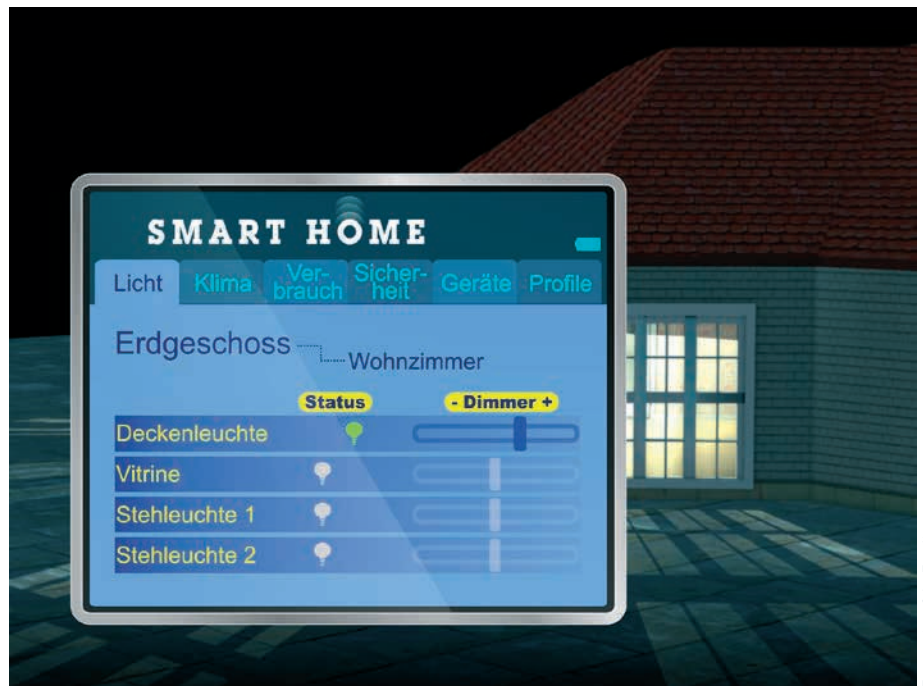 SMART HOME
Licht Klima Ver-
brauch Sicher-
heit Geräte Profile
Erdgeschoss
Wohnzimmer
Status - Dimmer +
Deckenleuchte
Vitrine
Stehleuchte 1
Stehleuchte 2